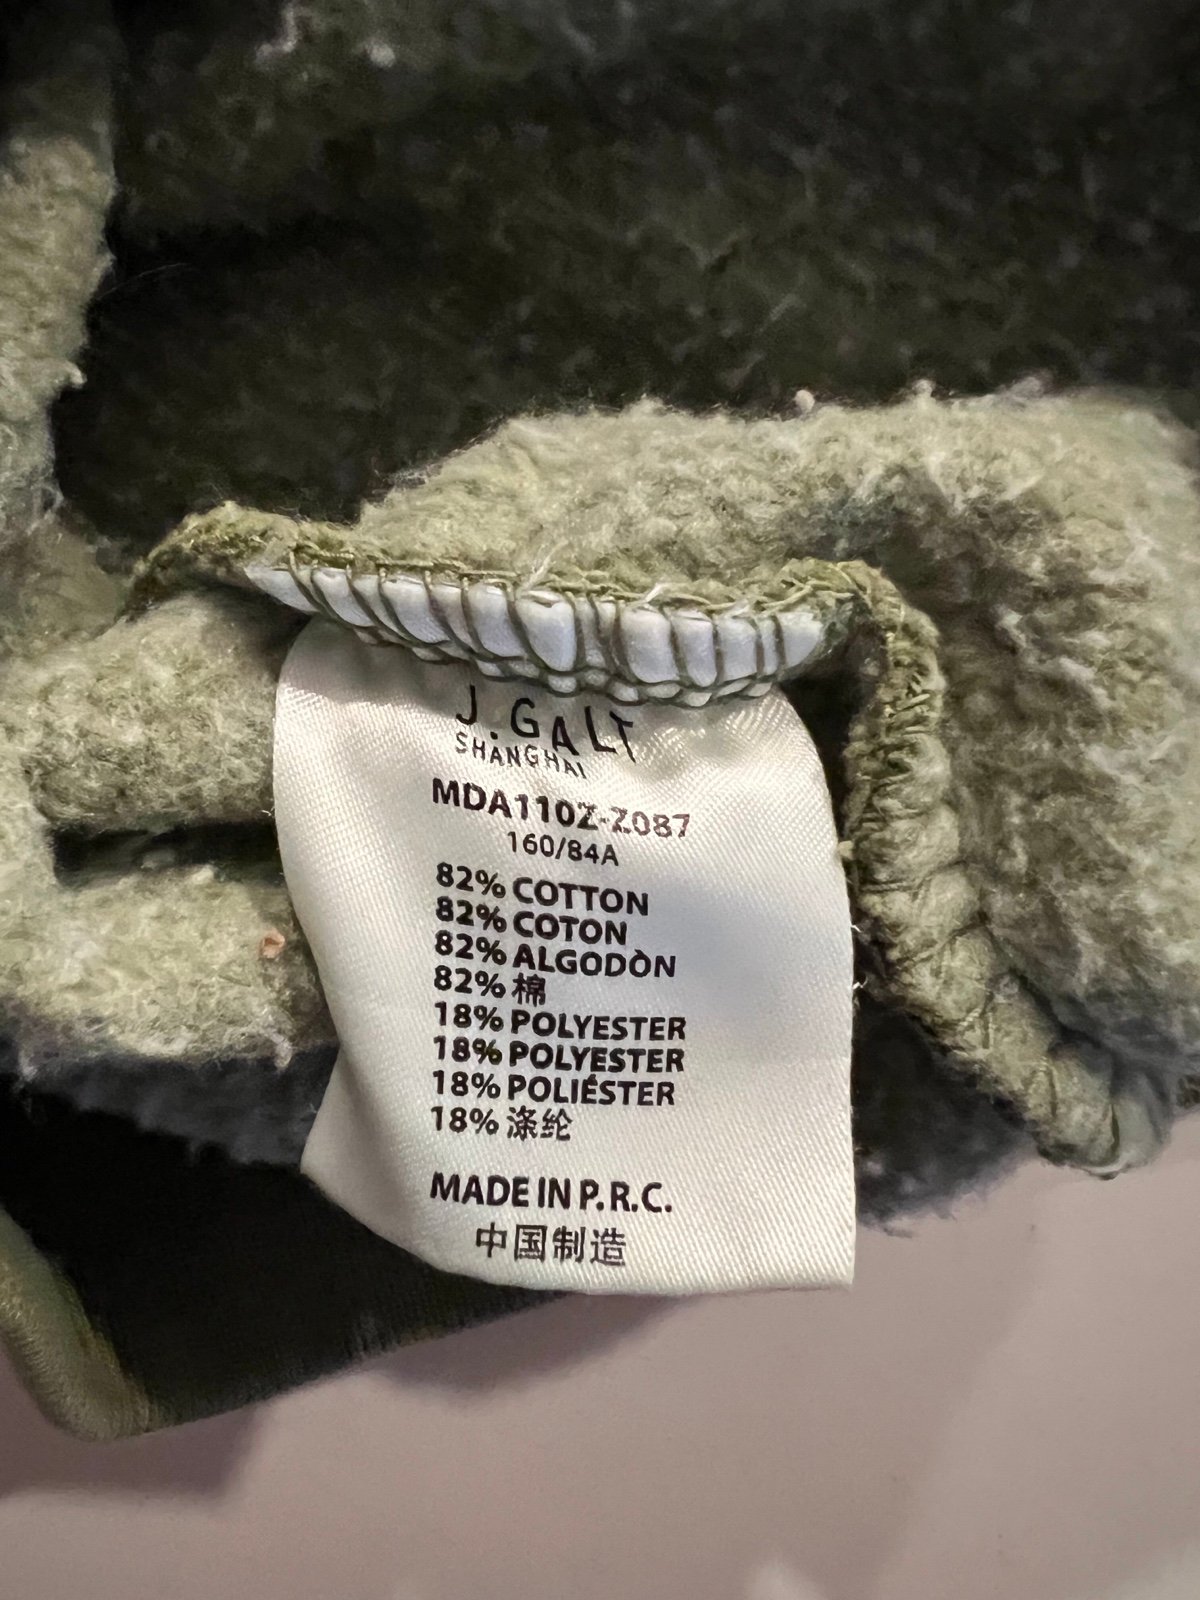 J.GALT
SHANGHAI
MDA110Z-Z087
160/84A
82% COTTON
82% COTON
82% ALGODÒN
82% 棉
18% POLYESTER
18% POLYESTER
18% POLIÉSTER
18% 涤纶
MADE IN P.R.C.
中国制造